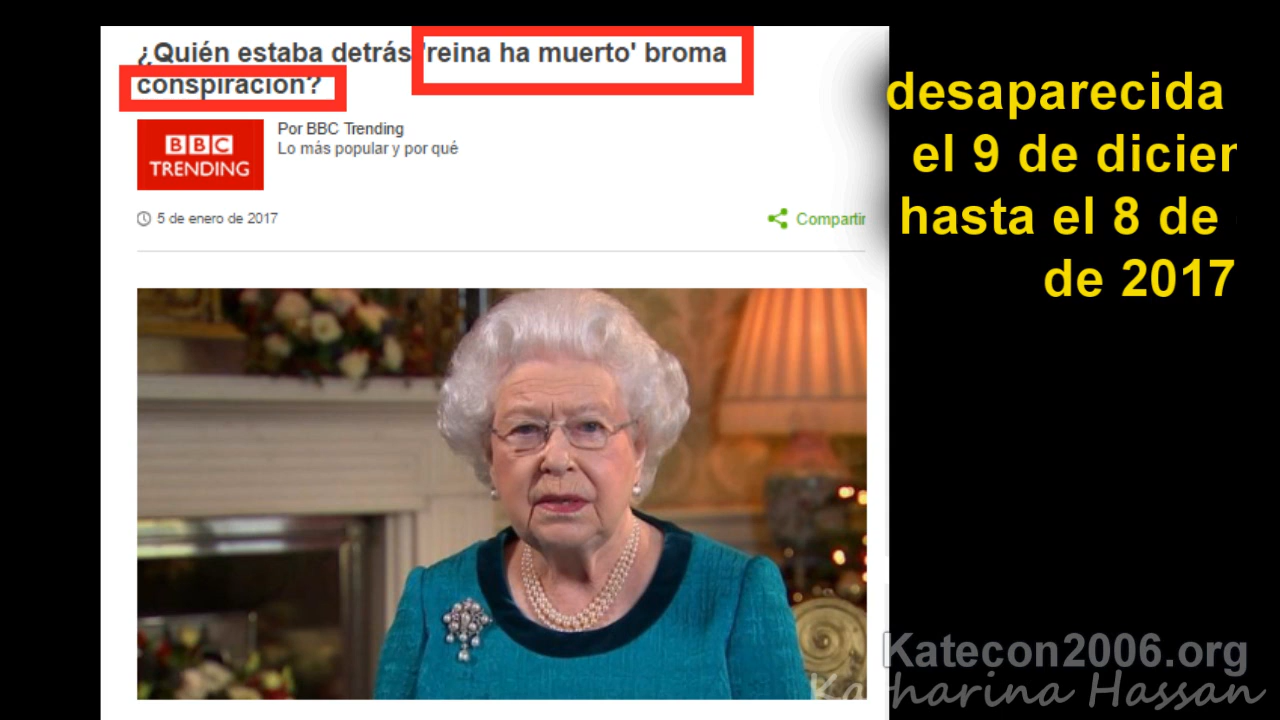 ¿Quién estaba detrás 'reina ha muerto' broma
conspiración'?
BBC
TRENDING
Por BBC Trending
Lo más popular y por qué
5 de enero de 2017
Compartir
desaparecida
el 9 de dicie
hasta el 8 de
de 2017
Katecon2006.org
Katharina Hassan